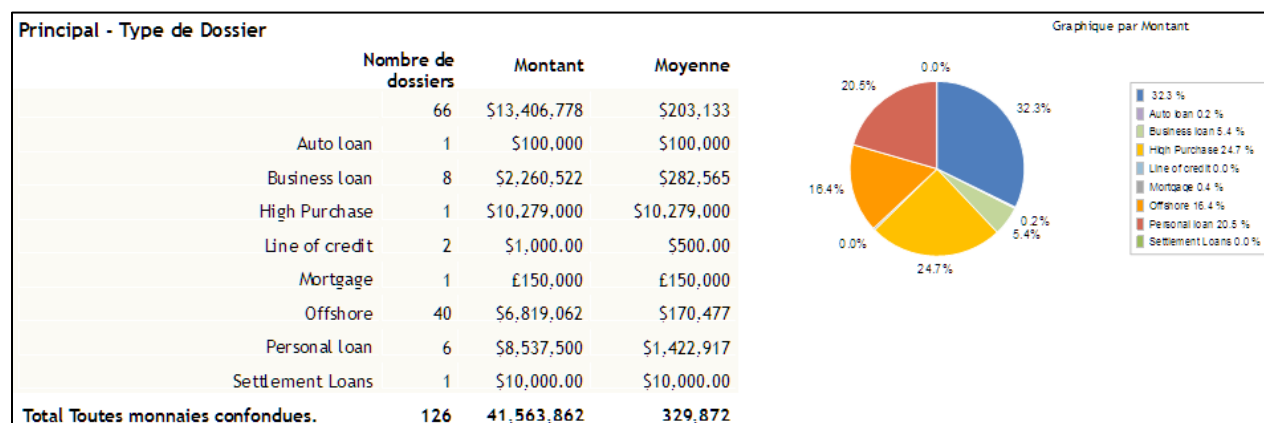 Principal - Type de Dossier
Nombre de dossiers Montant Moyenne
66 $13,406,778 $203,133
Auto loan 1 $100,000 $100,000
Business loan 8 $2,260,522 $282,565
High Purchase 1 $10,279,000 $10,279,000
Line of credit 2 $1,000.00 $500.00
Mortgage 1 £150,000 £150,000
Offshore 40 $6,819,062 $170,477
Personal loan 6 $8,537,500 $1,422,917
Settlement Loans 1 $10,000.00 $10,000.00
Total Toutes monnaies confondues. 126 41,563,862 329,872
Graphique par Montant
0.0%
20.5%
32.3%
16.4%
0.2%
5.4%
0.0%
24.7%
32.3 %
Auto loan 0.2 %
Business loan 5.4 %
High Purchase 24.7 %
Line of credit 0.0 %
Mortgage 0.4 %
Offshore 16.4 %
Personal loan 20.5 %
Settlement Loans 0.0 %